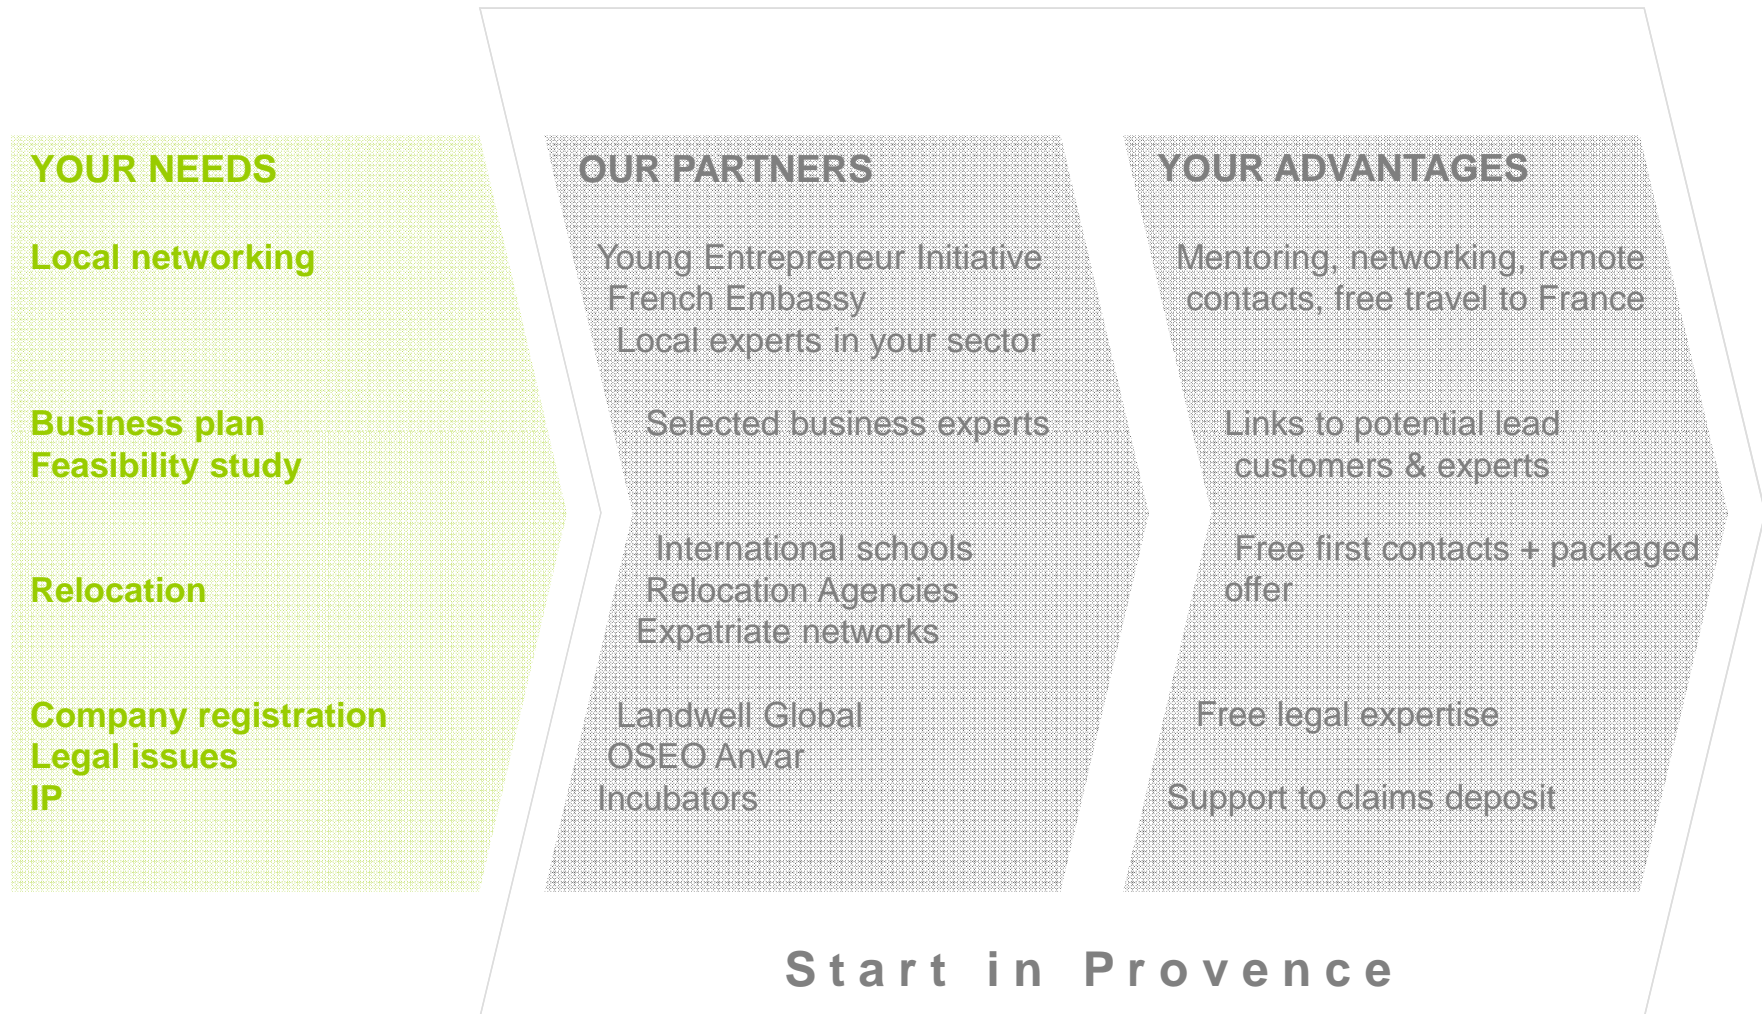 YOUR NEEDS
Local networking
Business plan
Feasibility study
Relocation
Company registration
Legal issues
IP
OUR PARTNERS
Young Entrepreneur Initiative
French Embassy
Local experts in your sector
Selected business experts
International schools
Relocation Agencies
Expatriate networks
Landwell Global
OSEO Anvar
Incubators
YOUR ADVANTAGES
Mentoring, networking, remote
contacts, free travel to France
Links to potential lead
customers & experts
Free first contacts + packaged
offer
Free legal expertise
Support to claims deposit
Start in Provence